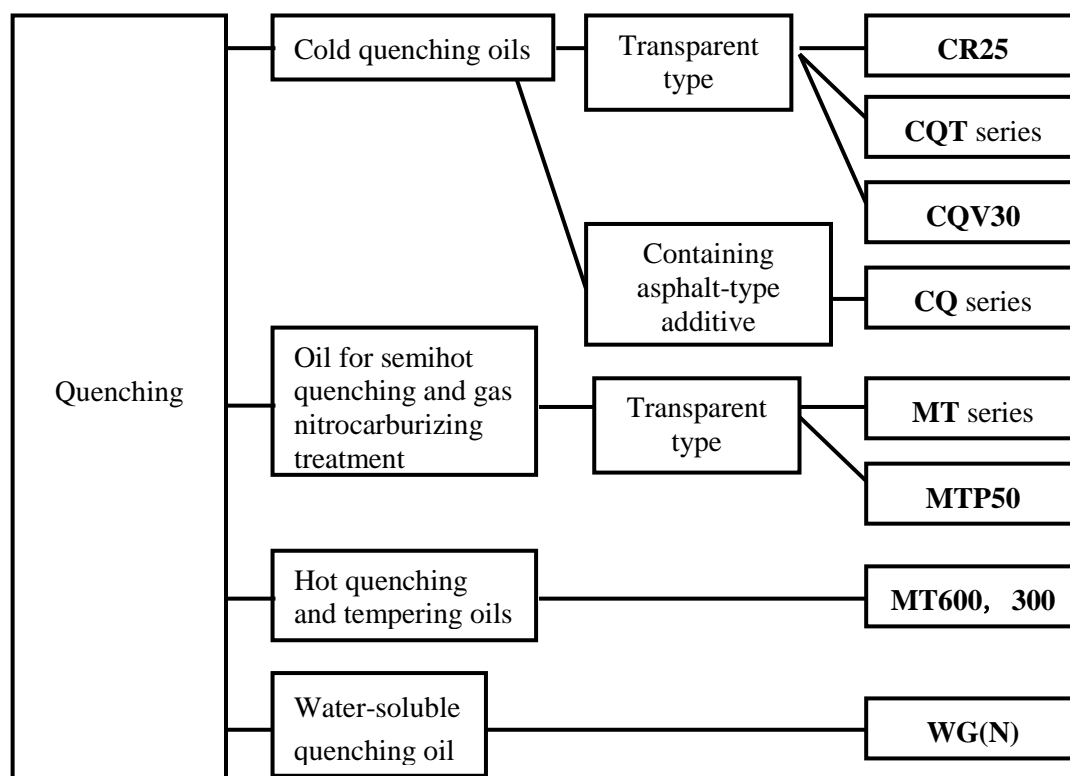 Quenching
Cold quenching oils
Transparent
type
CR25
CQT series
CQV30
Containing
asphalt-type
additive
CQ series
Oil for semihot
quenching and gas
nitrocarburizing
treatment
Transparent
type
MT series
MTP50
Hot quenching
and tempering oils
MT600，300
Water-soluble
quenching oil
WG(N)